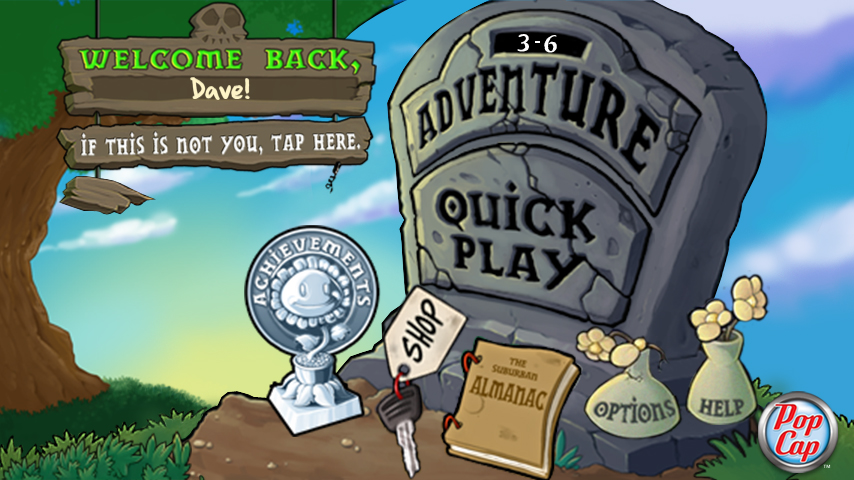 WELCOME BACK,
Dave!
IF THIS IS NOT YOU, TAP HERE.
3-6
ADVENTURE
QUICK
PLAY
ACHIEVEMENTS
SHOP
THE
SUBURBAN
ALMANAC
OPTIONS
HELP
Pop
Cap
™